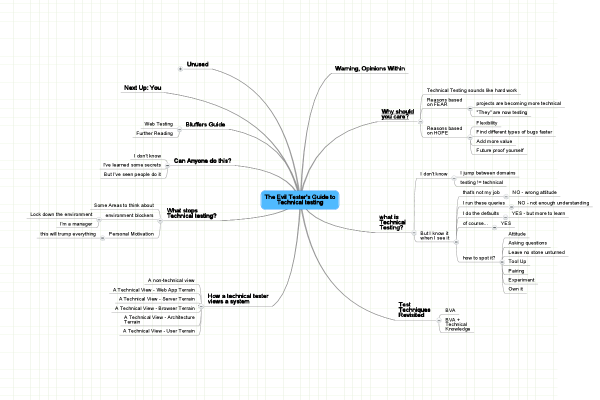 The Evil Tester's Guide to
Technical testing
Warning, Opinions Within
Why should
you care?
Technical Testing sounds like hard work
Reasons based
on FEAR
projects are becoming more technical
"They" are now testing
Reasons based
on HOPE
Flexibility
Find different types of bugs faster
Add more value
Future proof yourself
what is
Technical
Testing?
I don't know
I jump between domains
testing != technical
But I know it
when I see it
that's not my job
NO - wrong attitude
I run these queries
NO - not enough understanding
I do the defaults
YES - but more to learn
of course...
YES
how to spot it?
Attitude
Asking questions
Leave no stone unturned
Tool Up
Pairing
Experiment
Own it
Test
Techniques
Revisited
BVA
BVA +
Technical
Knowledge
Unused
Next Up: You
Bluffers Guide
Web Testing
Further Reading
Can Anyone do this?
I don't know
I've learned some secrets
But I've seen people do it
What stops
Technical testing?
Some Areas to think about
environment blockers
Lock down the environment
I'm a manager
Personal Motivation
this will trump everything
How a technical tester
views a system
A non-technical view
A Technical View - Web App Terrain
A Technical View - Server Terrain
A Technical View - Browser Terrain
A Technical View - Architecture
Terrain
A Technical View - User Terrain